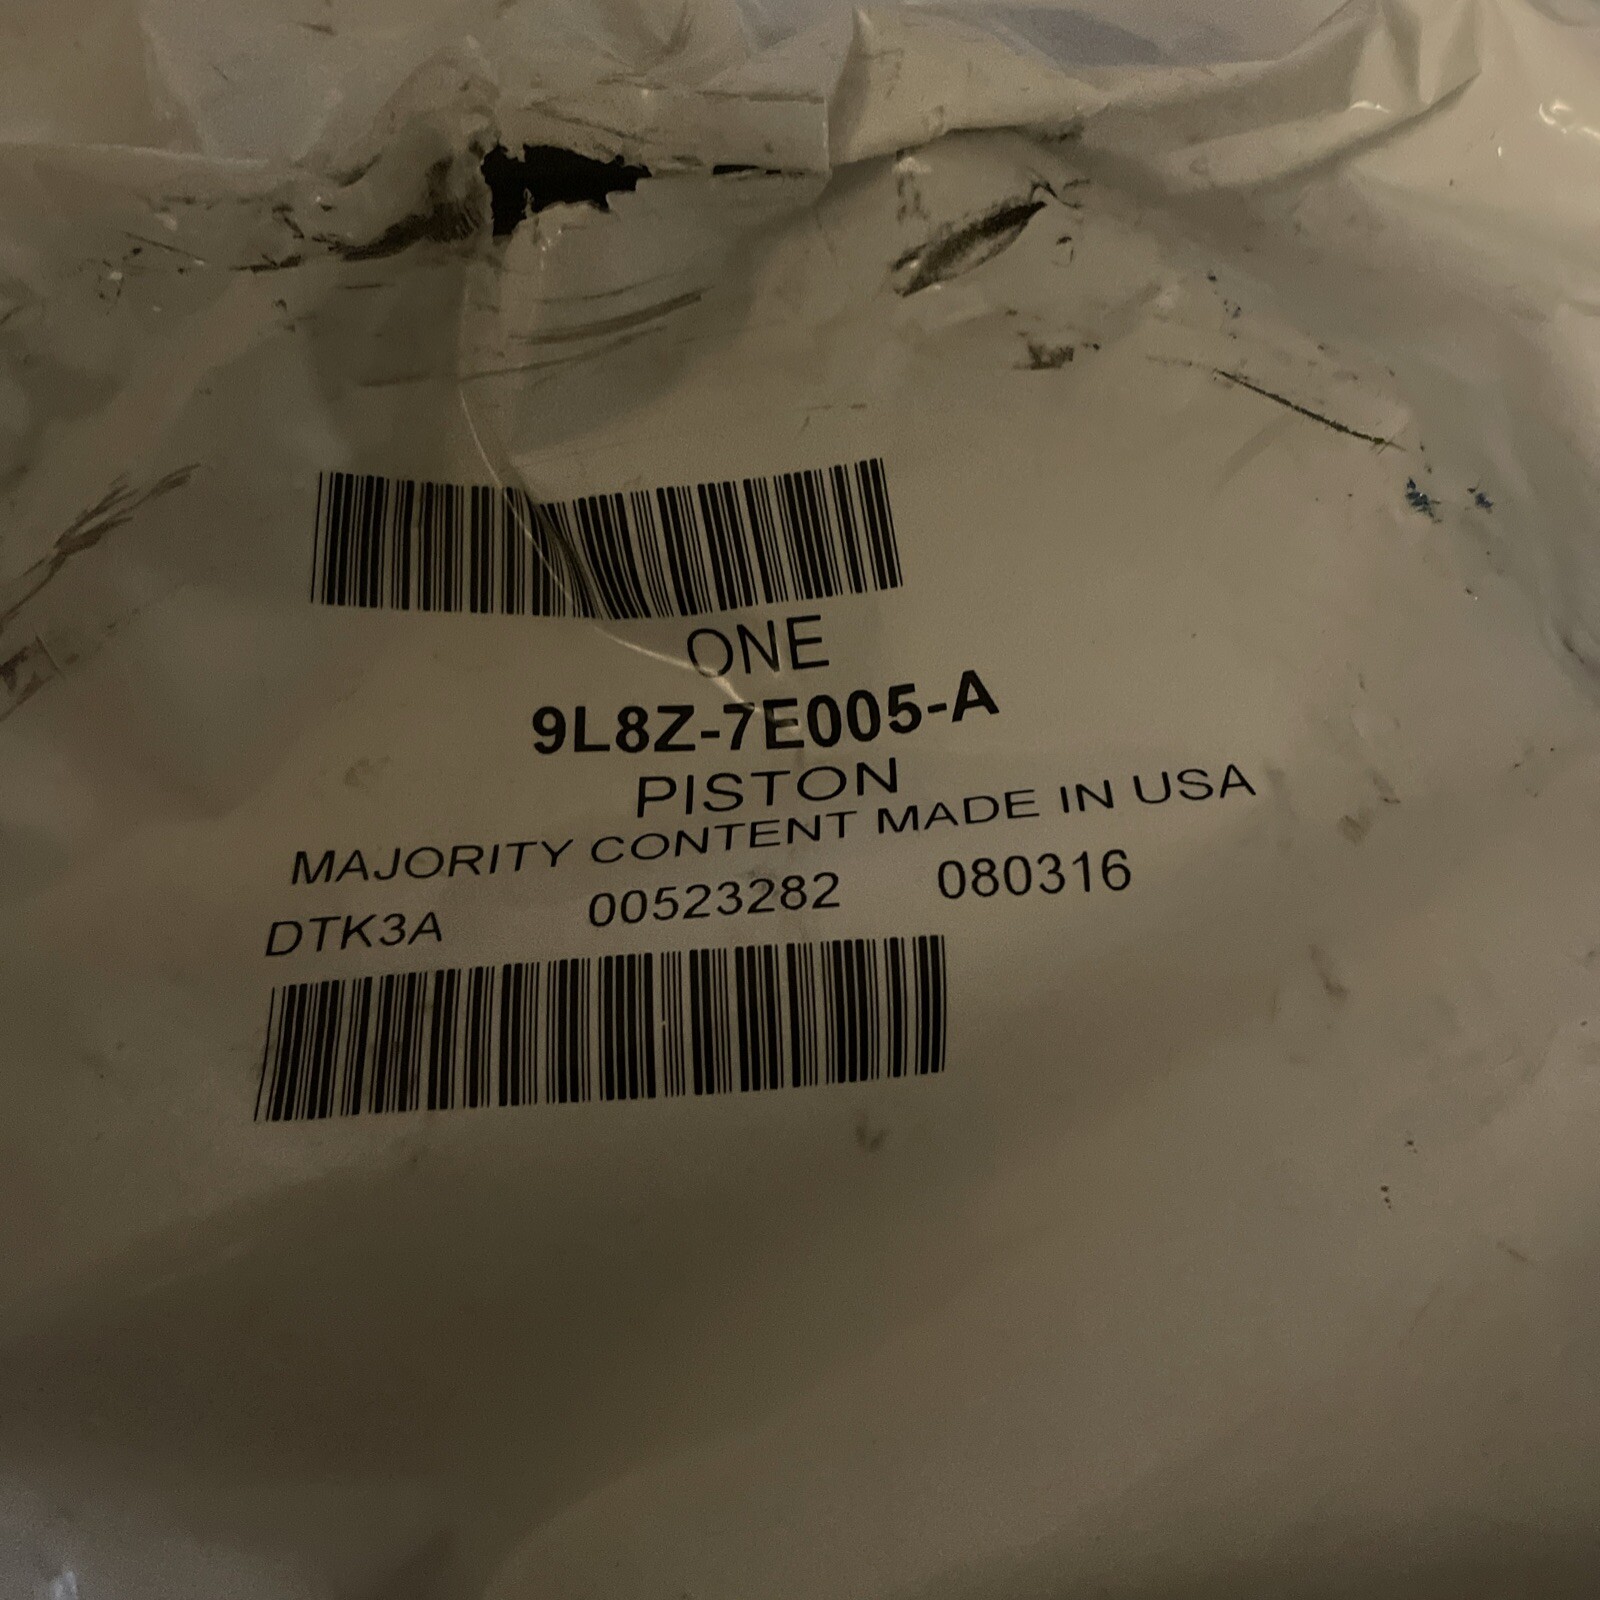 ONE
9L8Z-7E005-A
PISTON
MAJORITY CONTENT MADE IN USA
DTK3A 00523282 080316